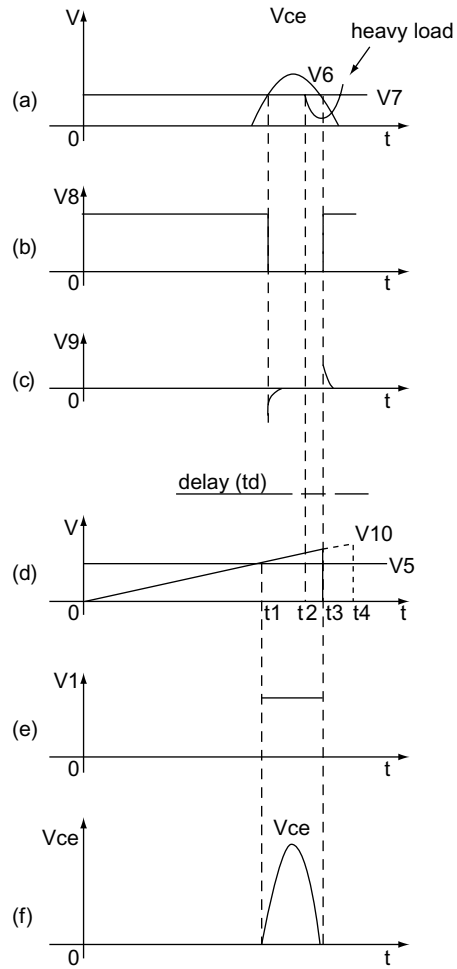 V
Vce
heavy load
V6
V7
(a)
0
t
V8
(b)
0
t
V9
(c)
0
t
delay (td)
V
V10
V5
(d)
0
t1
t2
t3
t4
t
V1
(e)
0
t
Vce
Vce
(f)
0
t